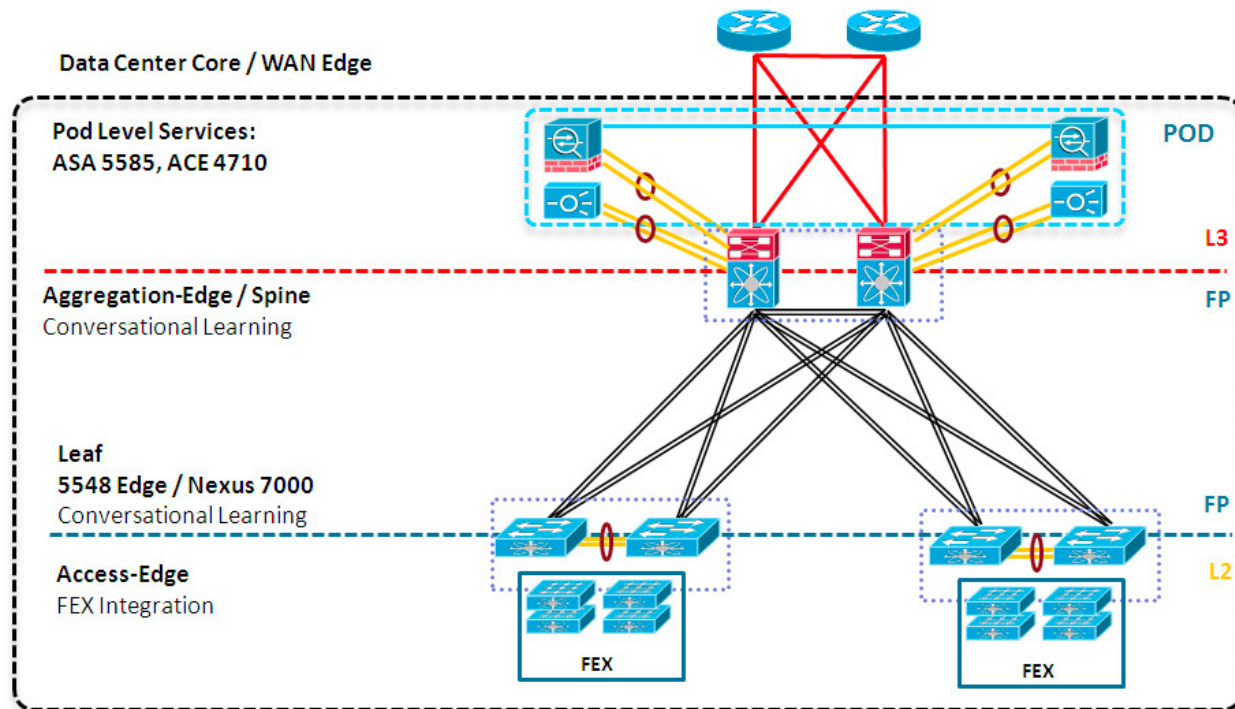 Data Center Core / WAN Edge
Pod Level Services:
ASA 5585, ACE 4710
POD
L3
Aggregation-Edge / Spine
Conversational Learning
FP
Leaf
5548 Edge / Nexus 7000
Conversational Learning
FP
Access-Edge
FEX Integration
L2
FEX
FEX